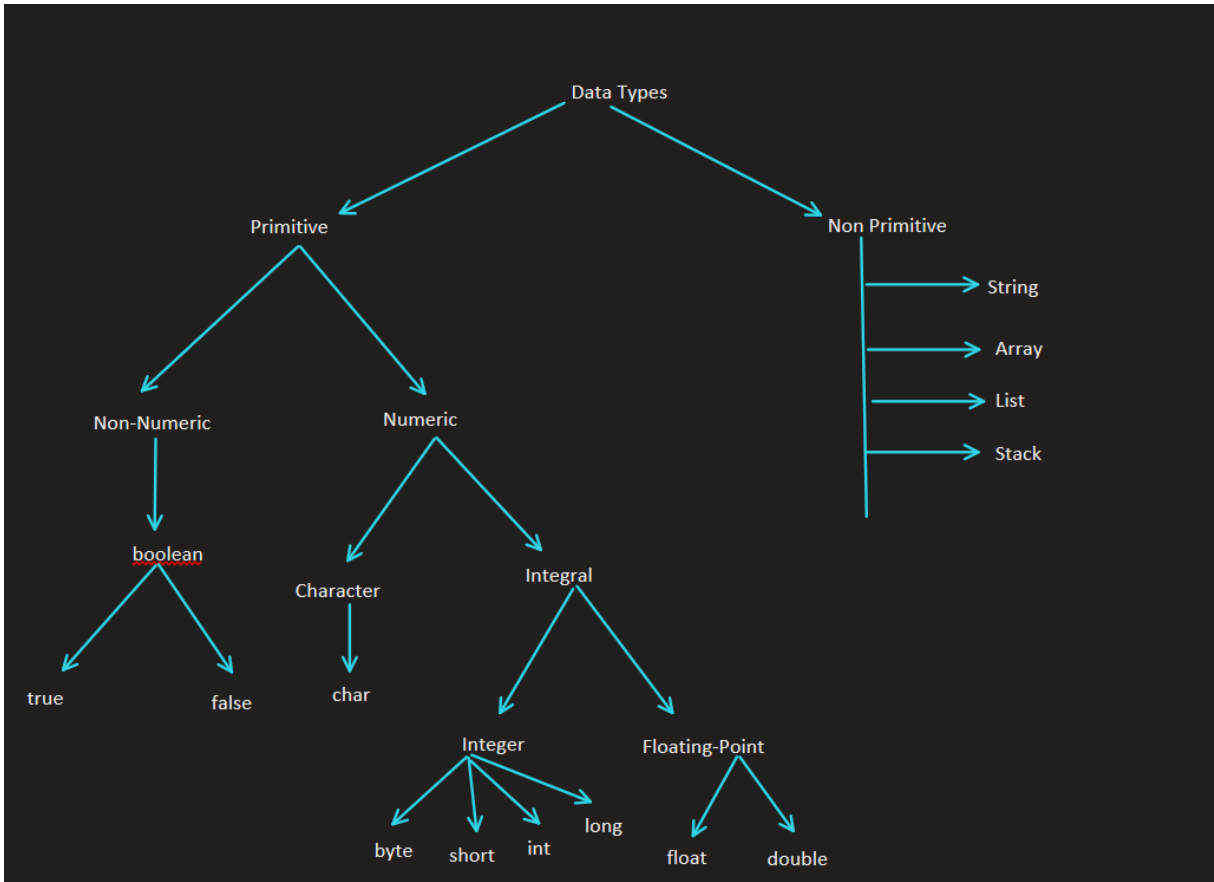 Data Types
Primitive
Non Primitive
String
Array
List
Stack
Non-Numeric
Numeric
boolean
Character
Integral
true
false
char
Integer
Floating-Point
byte
short
int
long
float
double